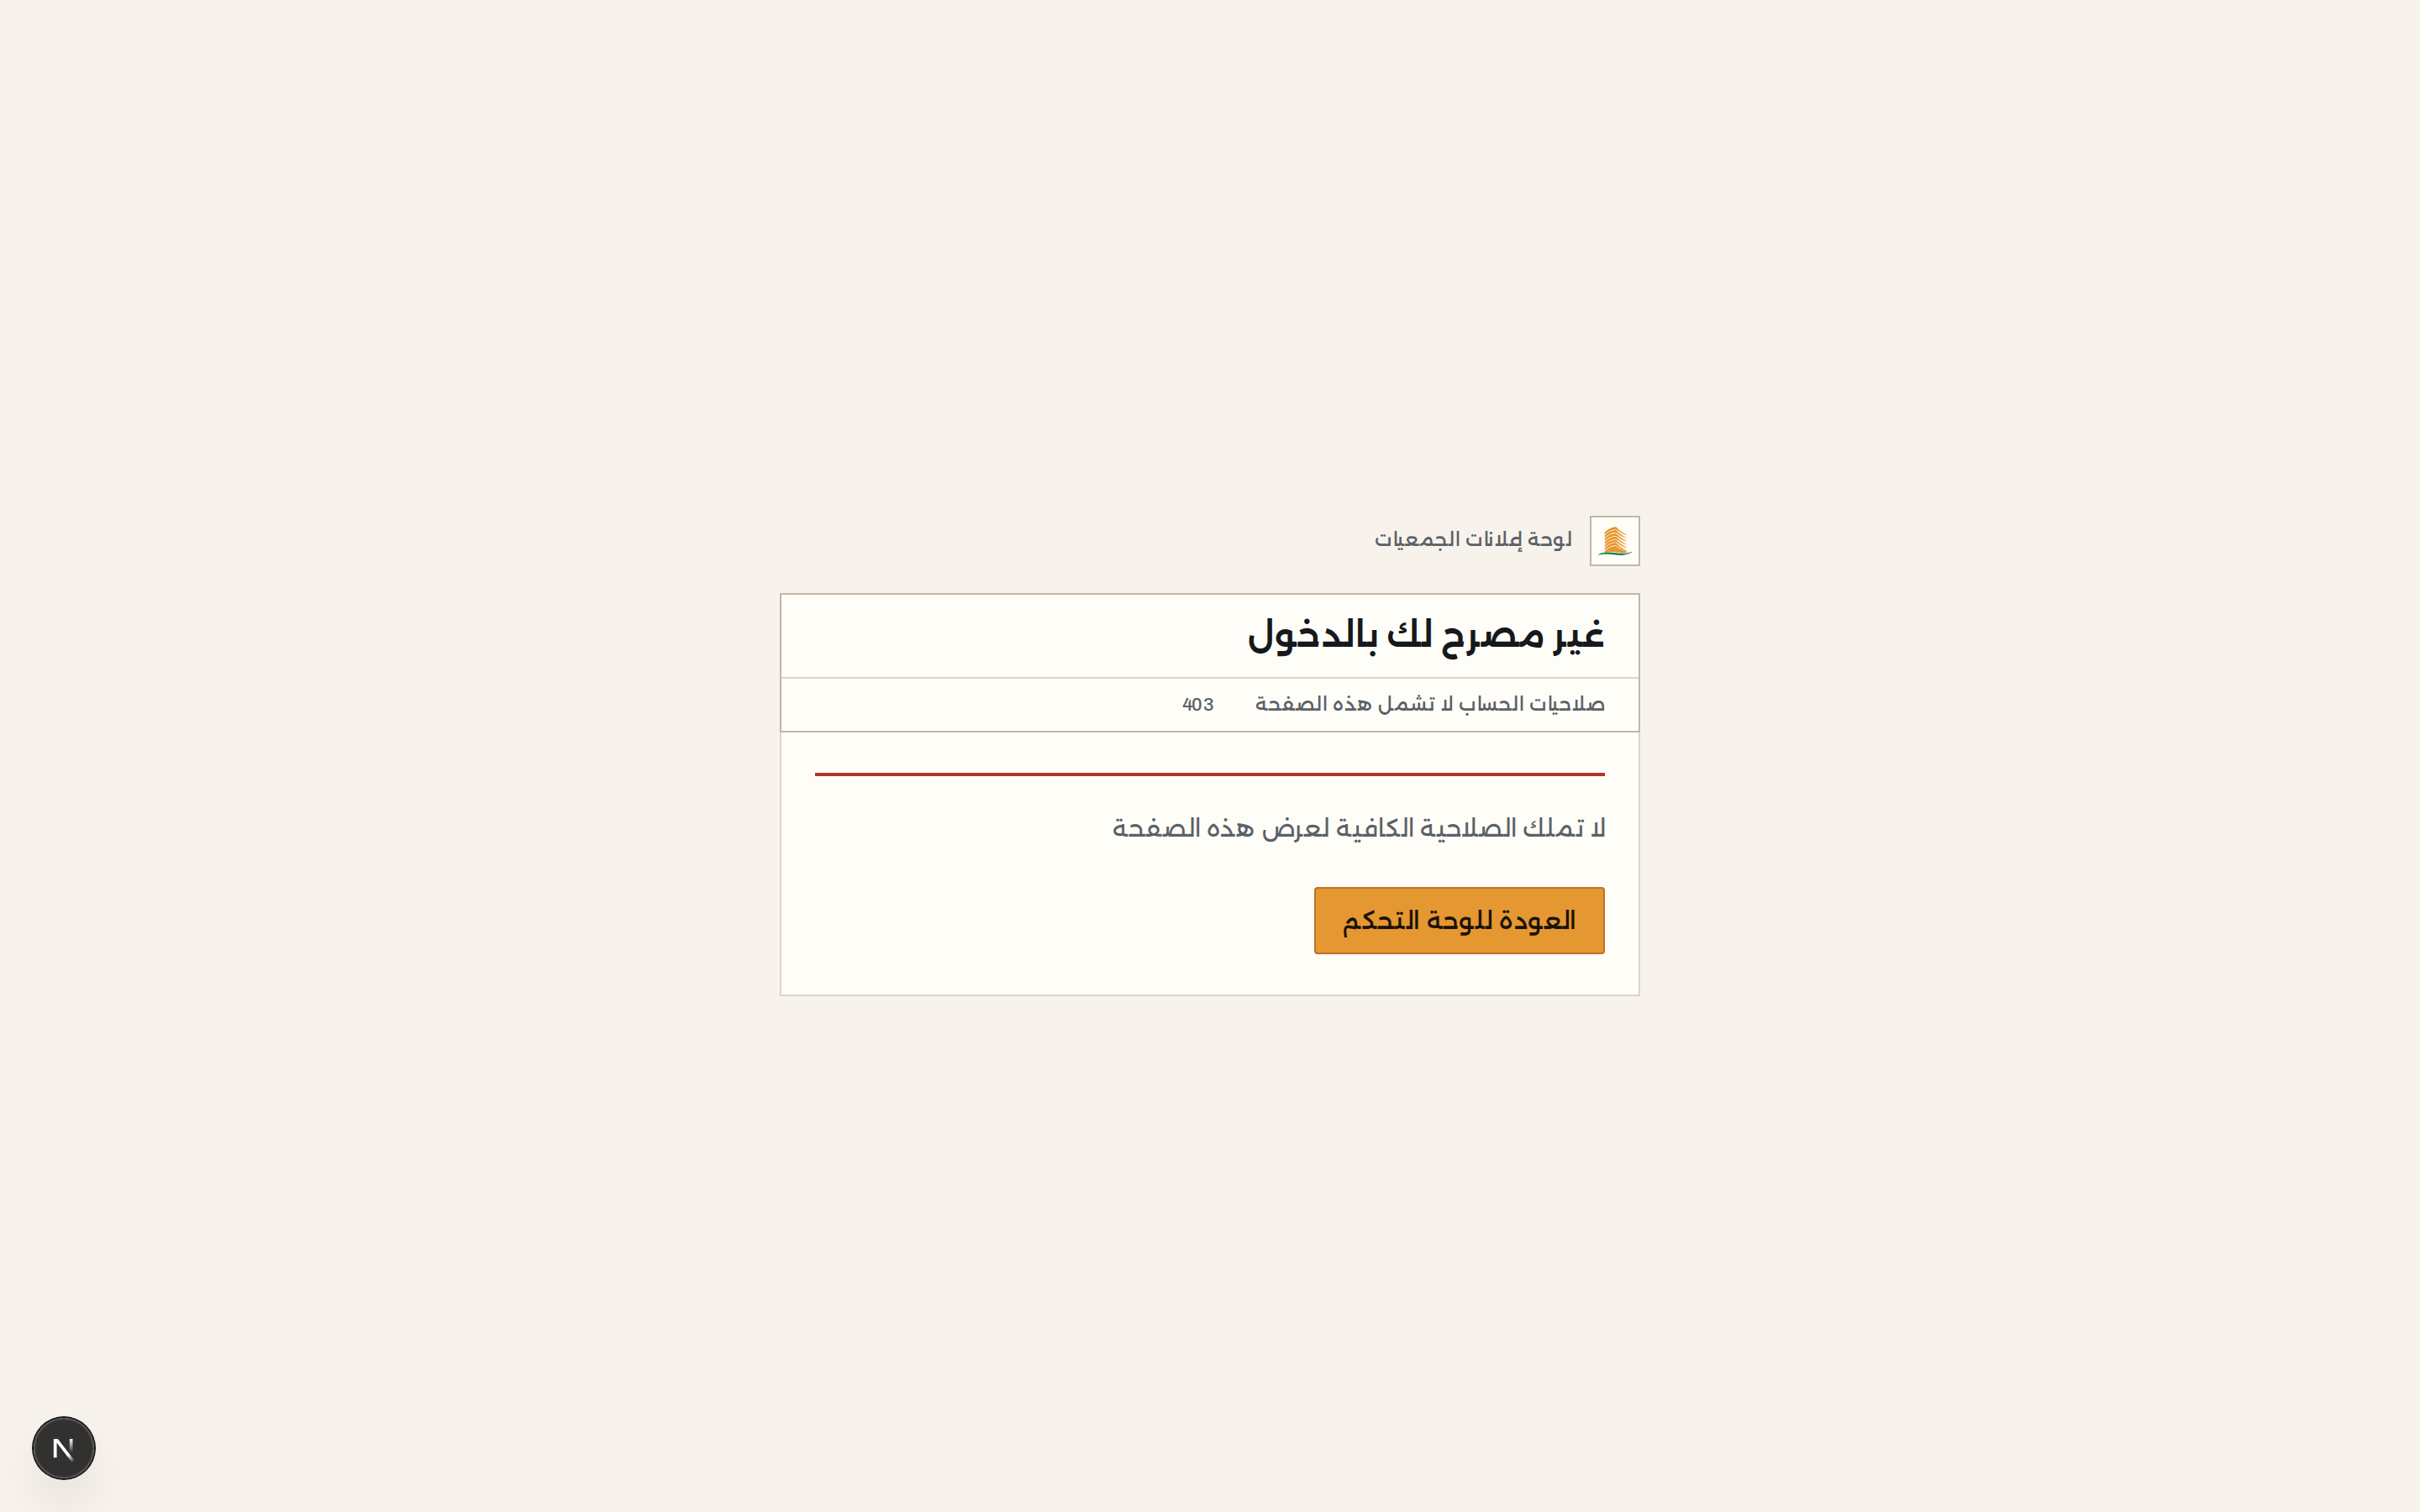 لوحة إعلانات الجمعيات
غير مصرح لك بالدخول
صلاحيات الحساب لا تشمل هذه الصفحة 403
لا تملك الصلاحية الكافية لعرض هذه الصفحة
العودة للوحة التحكم
N